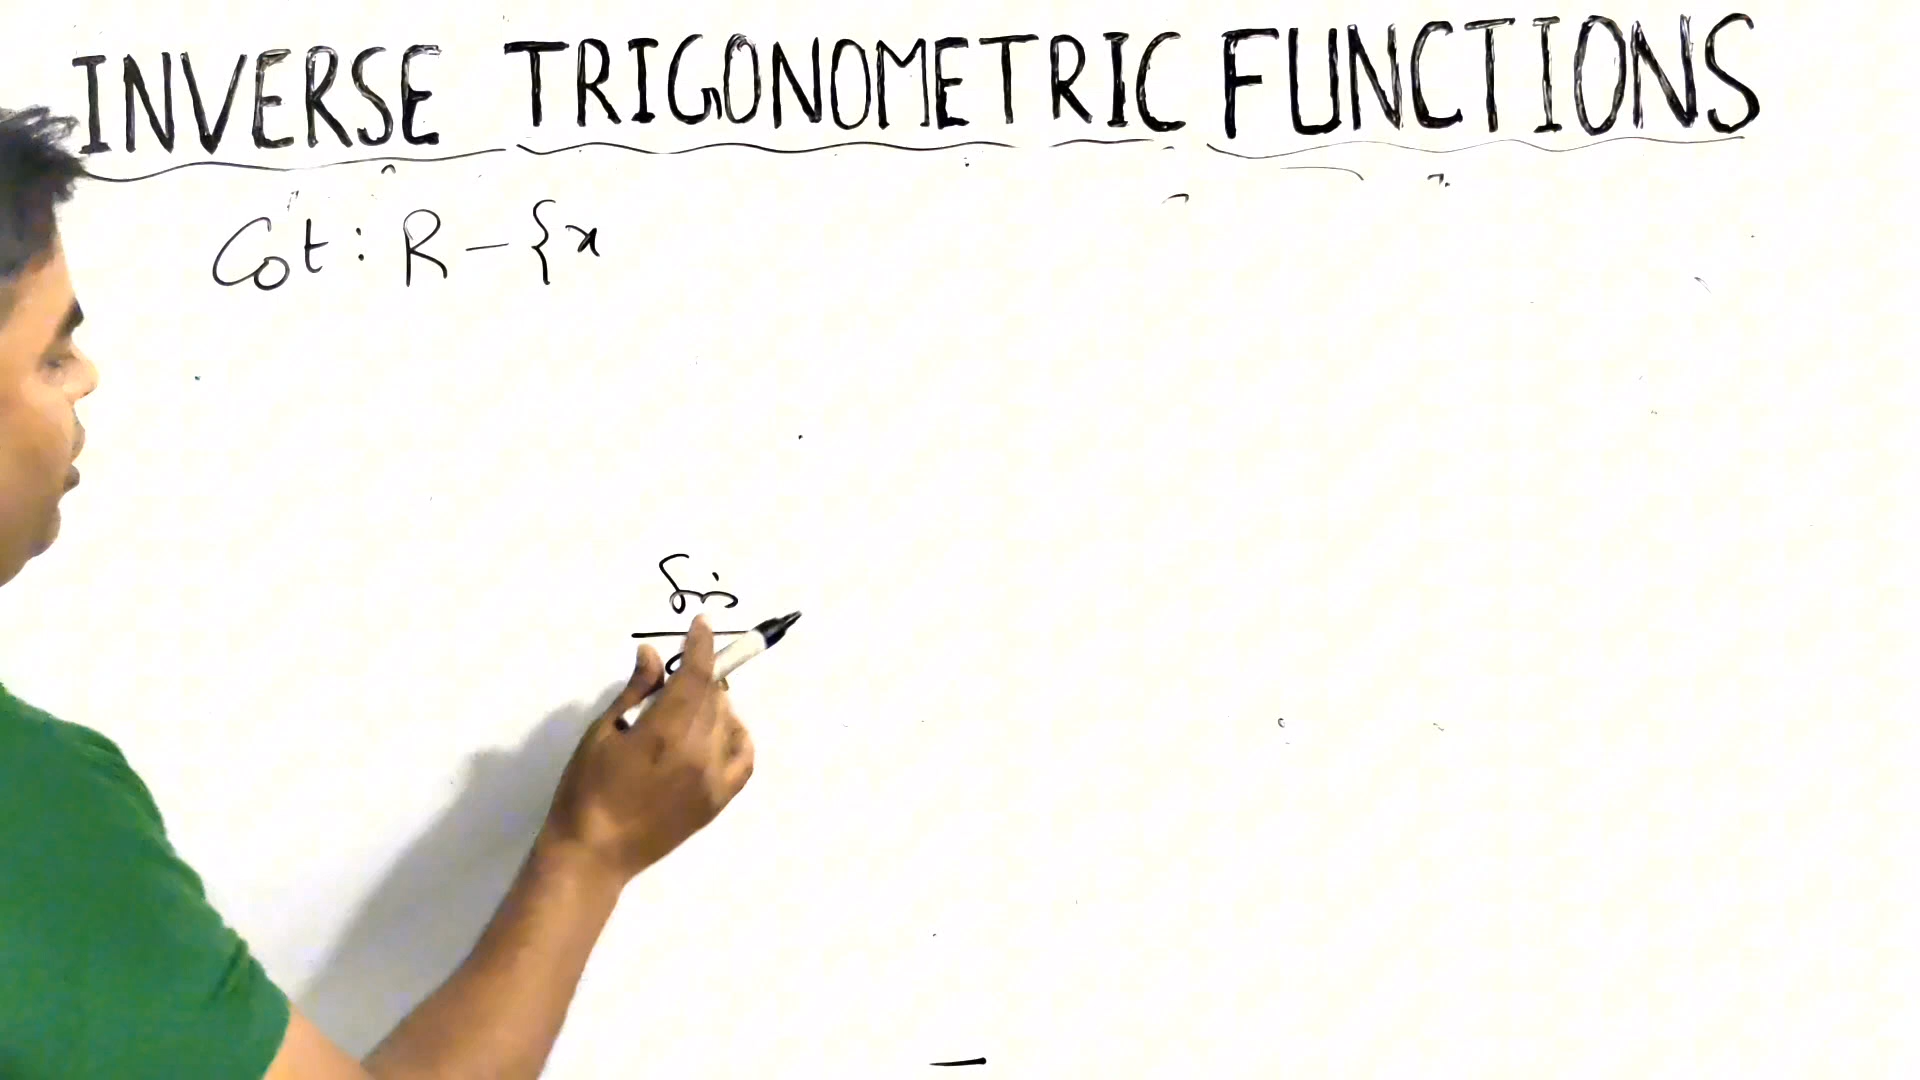 INVERSE TRIGONOMETRIC FUNCTIONS
Cot : R - {x
Sin